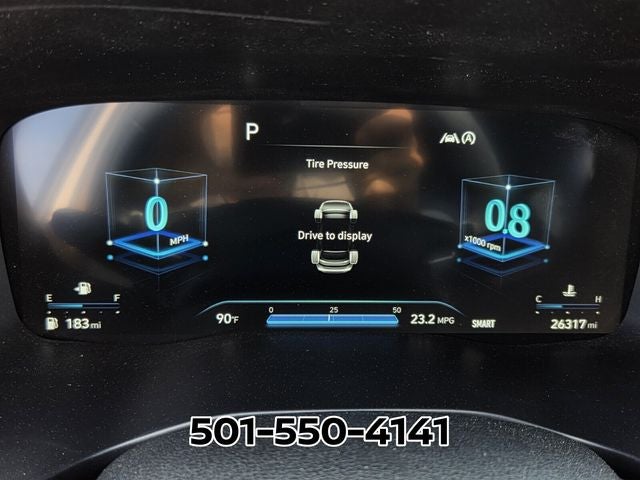 P
A
Tire Pressure
0
MPH
Drive to display
0.8
x1000 rpm
E F
183 mi
90°F
0 25 50
23.2 MPG
SMART
C H
26317 mi
501-550-4141